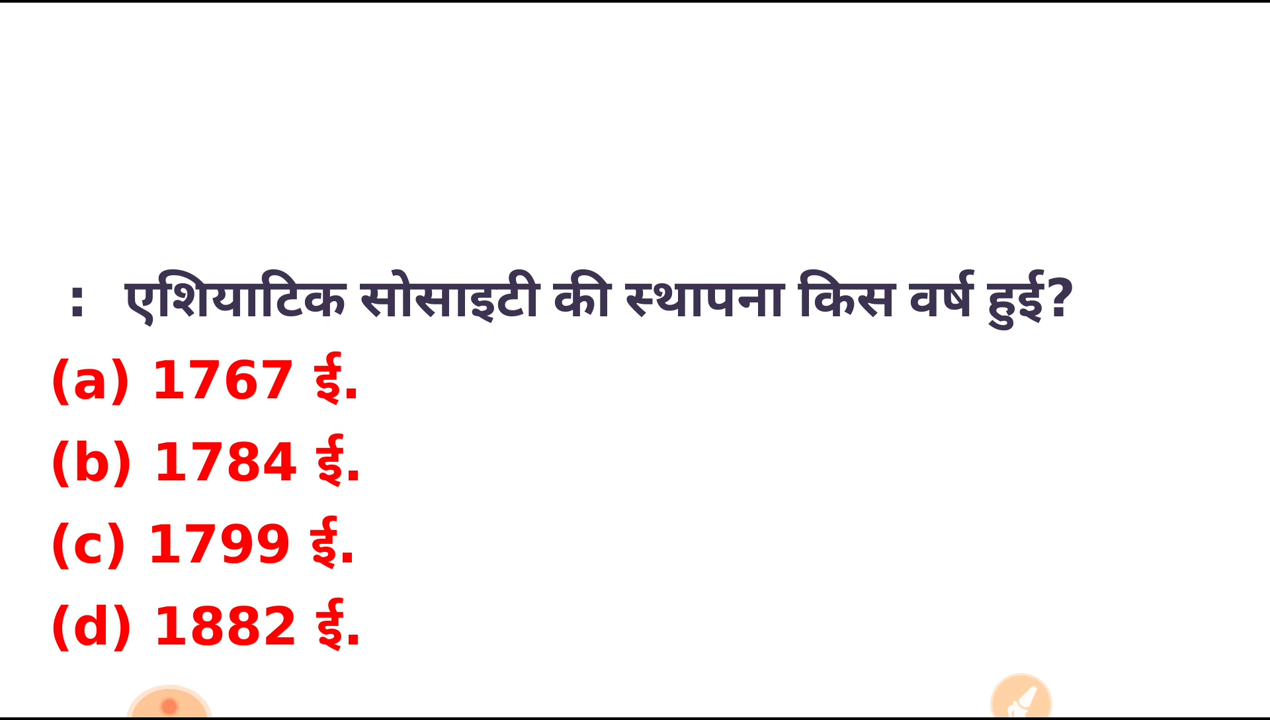 : एशियाटिक सोसाइटी की स्थापना किस वर्ष हुई?
(a) 1767 ई.
(b) 1784 ई.
(c) 1799 ई.
(d) 1882 ई.